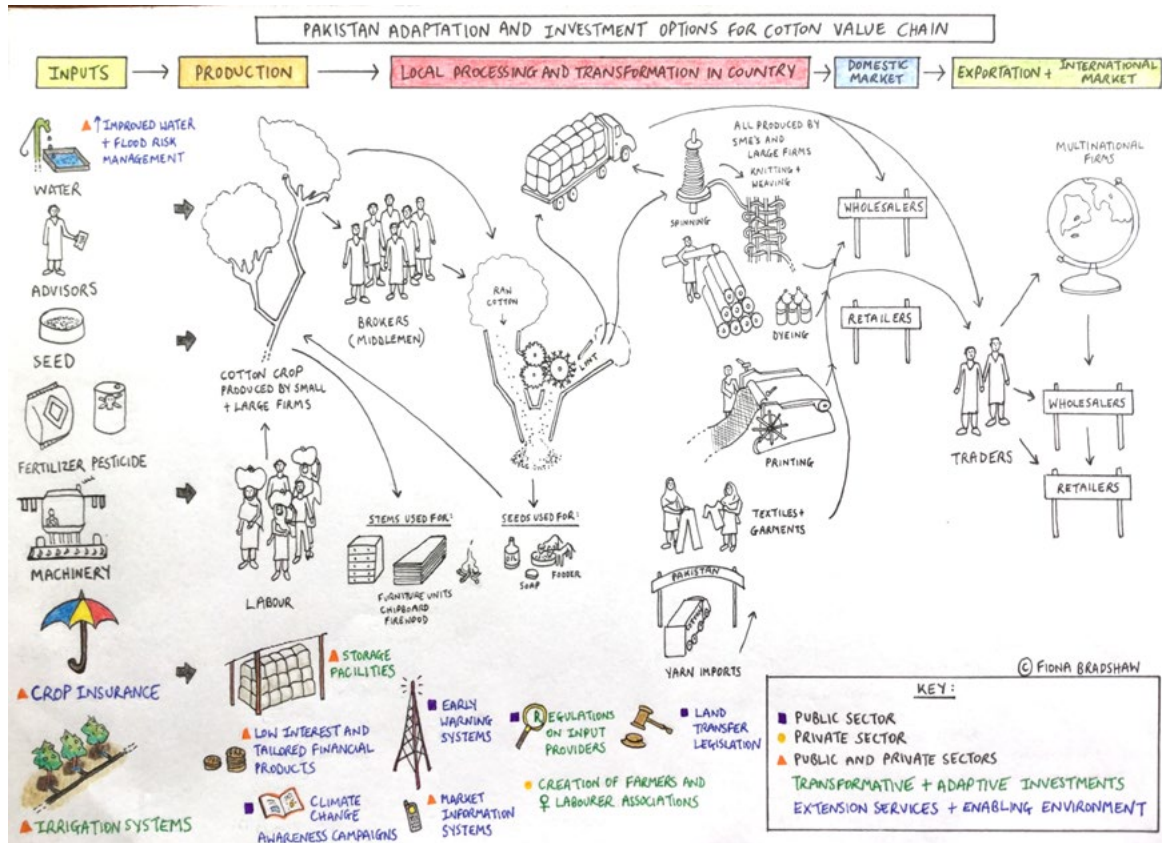 PAKISTAN ADAPTATION AND INVESTMENT OPTIONS FOR COTTON VALUE CHAIN
INPUTS
PRODUCTION
LOCAL PROCESSING AND TRANSFORMATION IN COUNTRY
DOMESTIC
MARKET
EXPORTATION + INTERNATIONAL
MARKET
↑ IMPROVED WATER
+ FLOOD RISK
MANAGEMENT
WATER
ADVISORS
SEED
FERTILIZER PESTICIDE
MACHINERY
CROP INSURANCE
IRRIGATION SYSTEMS
COTTON CROP
PRODUCED BY SMALL
+ LARGE FIRMS
LABOUR
BROKERS
(MIDDLEMEN)
RAW
COTTON
LINT
STEMS USED FOR:
FURNITURE UNITS
CHIPBOARD
FIREWOOD
SEEDS USED FOR:
OIL
SOAP
FODDER
ALL PRODUCED BY
SME'S AND
LARGE FIRMS
KNITTING +
WEAVING
SPINNING
DYEING
PRINTING
TEXTILES +
GARMENTS
PAKISTAN
YARN IMPORTS
WHOLESALERS
RETAILERS
TRADERS
MULTINATIONAL
FIRMS
WHOLESALERS
RETAILERS
STORAGE
FACILITIES
LOW INTEREST AND
TAILORED FINANCIAL
PRODUCTS
CLIMATE
CHANGE
AWARENESS CAMPAIGNS
EARLY
WARNING
SYSTEMS
MARKET
INFORMATION
SYSTEMS
REGULATIONS
ON INPUT
PROVIDERS
CREATION OF FARMERS AND
♀ LABOURER ASSOCIATIONS
LAND
TRANSFER
LEGISLATION
© FIONA BRADSHAW
KEY:
PUBLIC SECTOR
PRIVATE SECTOR
PUBLIC AND PRIVATE SECTORS
TRANSFORMATIVE + ADAPTIVE INVESTMENTS
EXTENSION SERVICES + ENABLING ENVIRONMENT